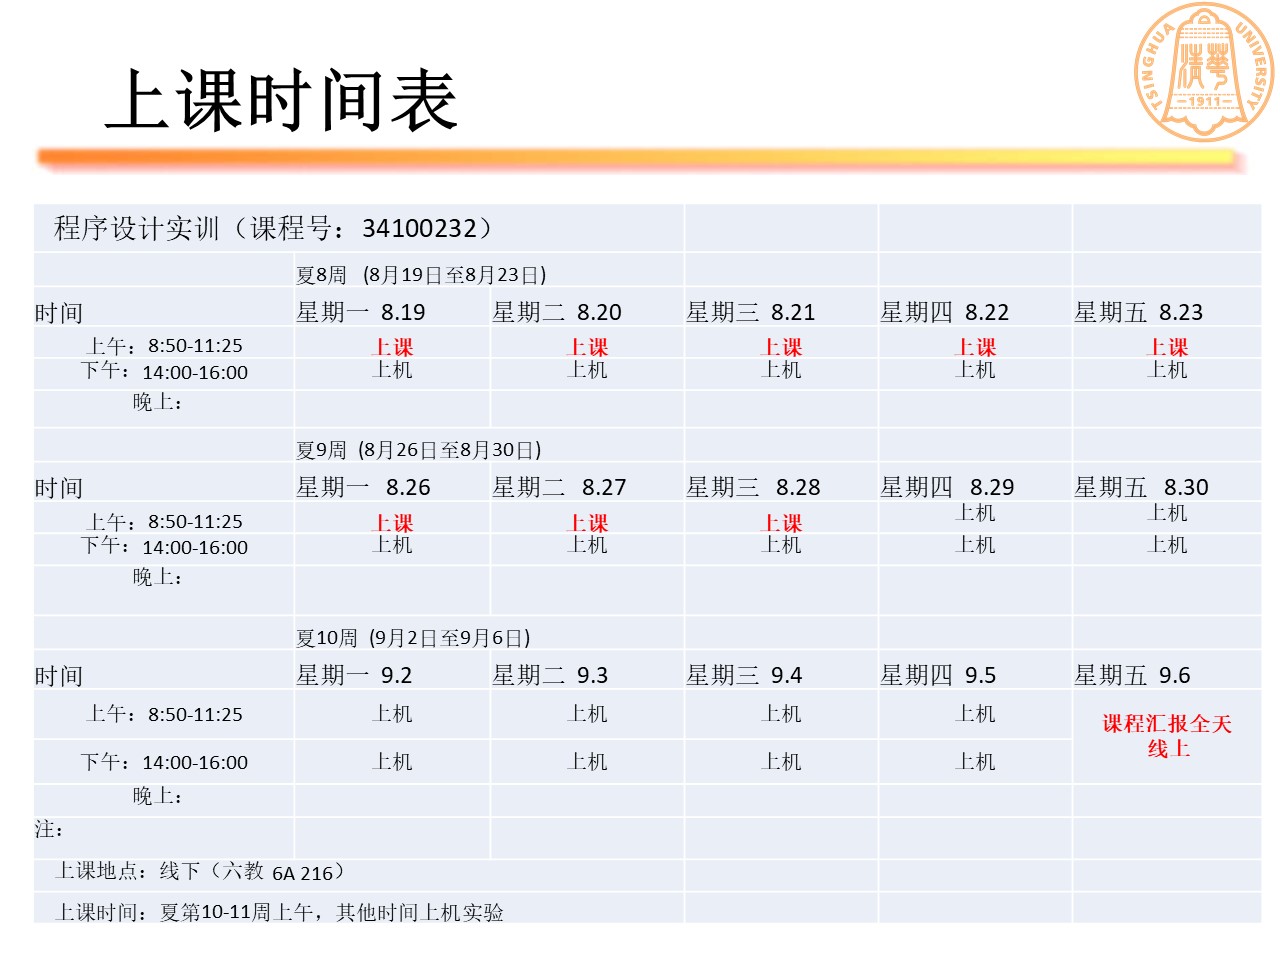 上课时间表
TSINGHUA UNIVERSITY
清華
1911
程序设计实训（课程号：34100232）
夏8周 (8月19日至8月23日)
时间 星期一 8.19 星期二 8.20 星期三 8.21 星期四 8.22 星期五 8.23
上午：8:50-11:25 上课 上课 上课 上课 上课
下午：14:00-16:00 上机 上机 上机 上机 上机
晚上：
夏9周 (8月26日至8月30日)
时间 星期一 8.26 星期二 8.27 星期三 8.28 星期四 8.29 星期五 8.30
上午：8:50-11:25 上课 上课 上课 上机 上机
下午：14:00-16:00 上机 上机 上机 上机 上机
晚上：
夏10周 (9月2日至9月6日)
时间 星期一 9.2 星期二 9.3 星期三 9.4 星期四 9.5 星期五 9.6
上午：8:50-11:25 上机 上机 上机 上机
课程汇报全天
线上
下午：14:00-16:00 上机 上机 上机 上机
晚上：
注：
上课地点：线下（六教 6A 216）
上课时间：夏第10-11周上午，其他时间上机实验